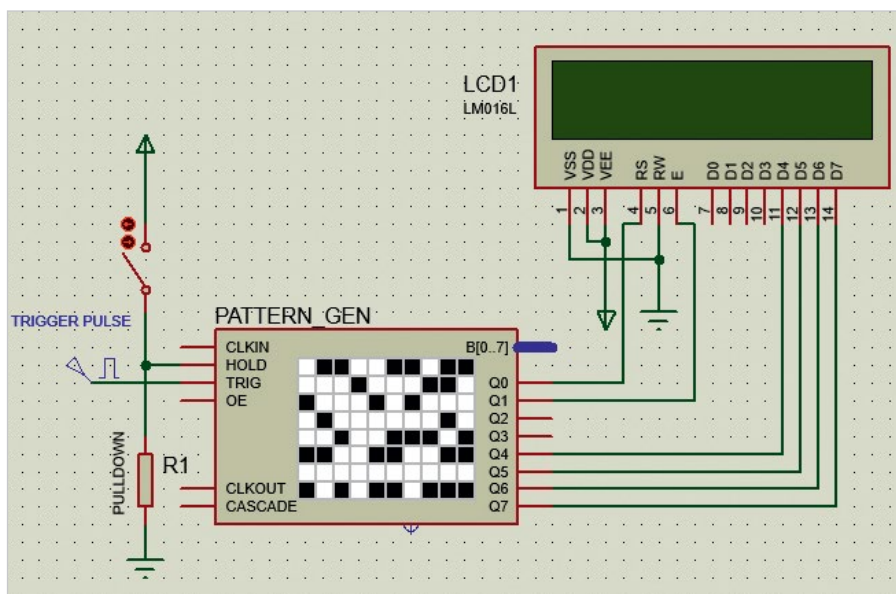 LCD1
LM016L
VSS
VDD
VEE
RS
RW
E
D0
D1
D2
D3
D4
D5
D6
D7
1
2
3
4
5
6
7
8
9
10
11
12
13
14
TRIGGER PULSE
PATTERN_GEN
CLKIN
HOLD
TRIG
OE
CLKOUT
CASCADE
B[0..7]
Q0
Q1
Q2
Q3
Q4
Q5
Q6
Q7
PULLDOWN
R1